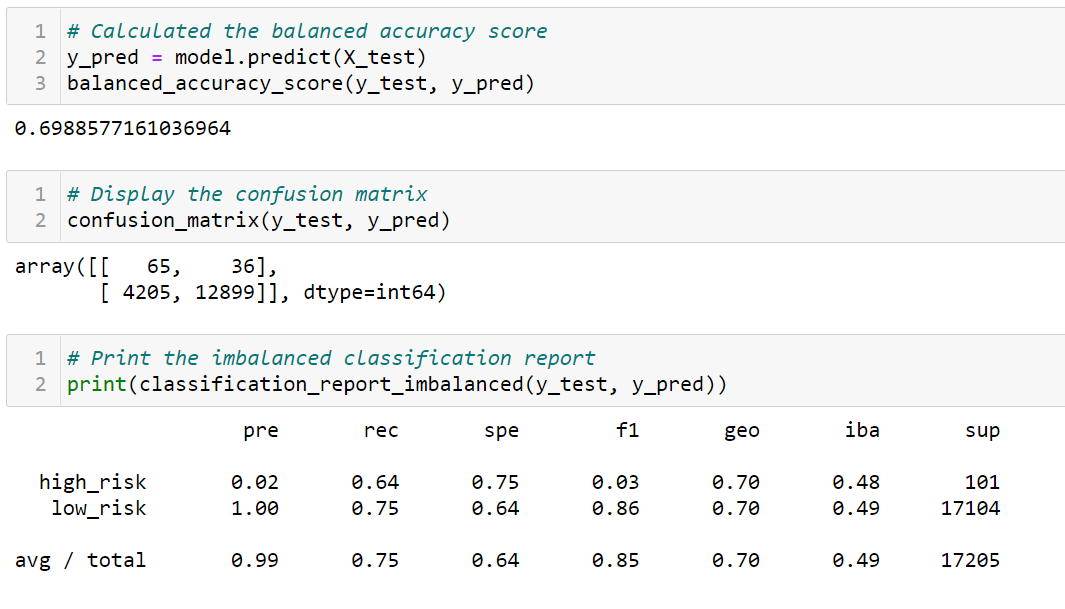 1 # Calculated the balanced accuracy score
2 y_pred = model.predict(X_test)
3 balanced_accuracy_score(y_test, y_pred)
0.6988577161036964
1 # Display the confusion matrix
2 confusion_matrix(y_test, y_pred)
array([[   65,    36],
       [ 4205, 12899]], dtype=int64)
1 # Print the imbalanced classification report
2 print(classification_report_imbalanced(y_test, y_pred))
pre rec spe f1 geo iba sup
high_risk 0.02 0.64 0.75 0.03 0.70 0.48 101
low_risk 1.00 0.75 0.64 0.86 0.70 0.49 17104
avg / total 0.99 0.75 0.64 0.85 0.70 0.49 17205